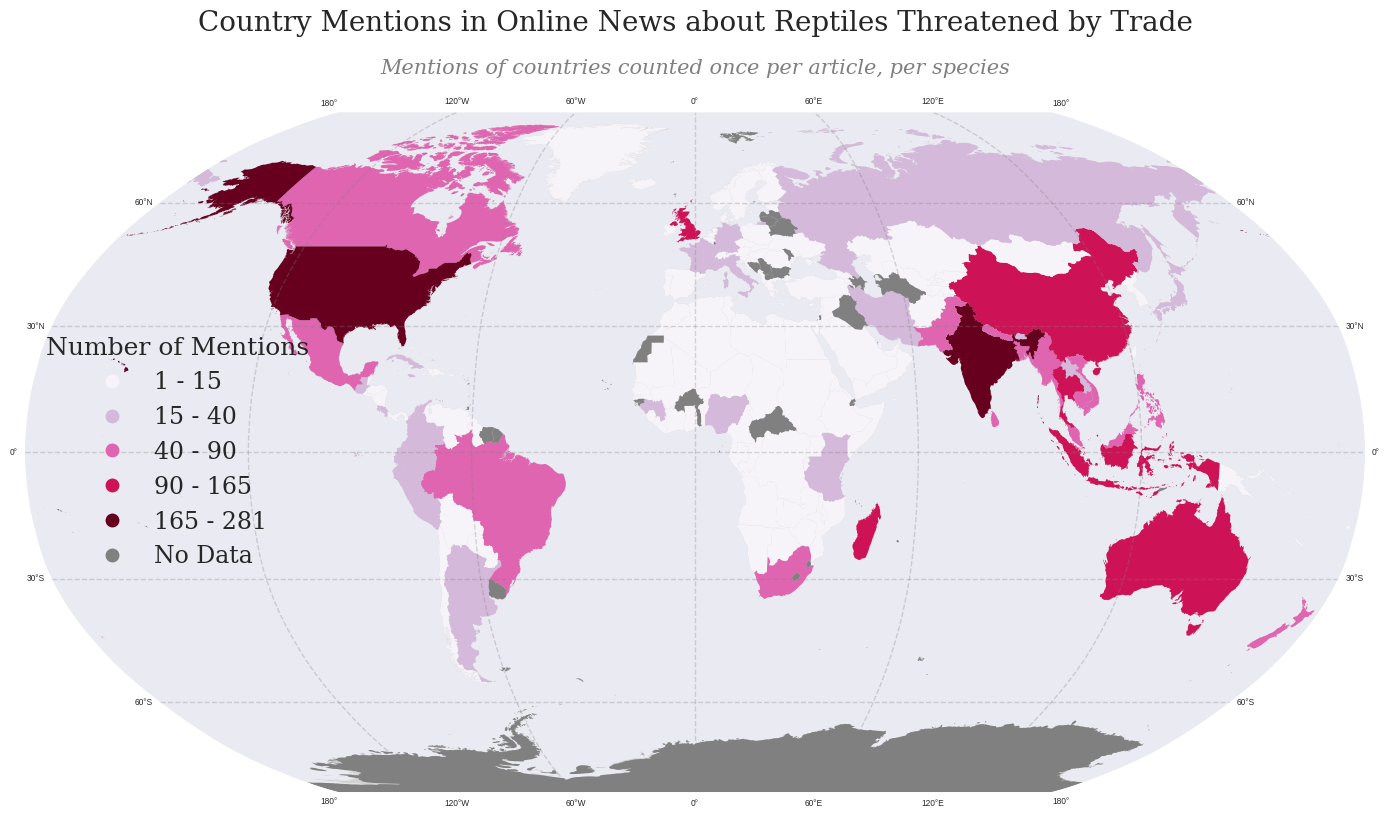 Country Mentions in Online News about Reptiles Threatened by Trade
Mentions of countries counted once per article, per species
180° 120°W 60°W 0° 60°E 120°E 180°
60°N 60°N
30°N 30°N
Number of Mentions
1 - 15
15 - 40
40 - 90
0° 0°
90 - 165
165 - 281
No Data
30°S 30°S
60°S 60°S
180° 120°W 60°W 0° 60°E 120°E 180°